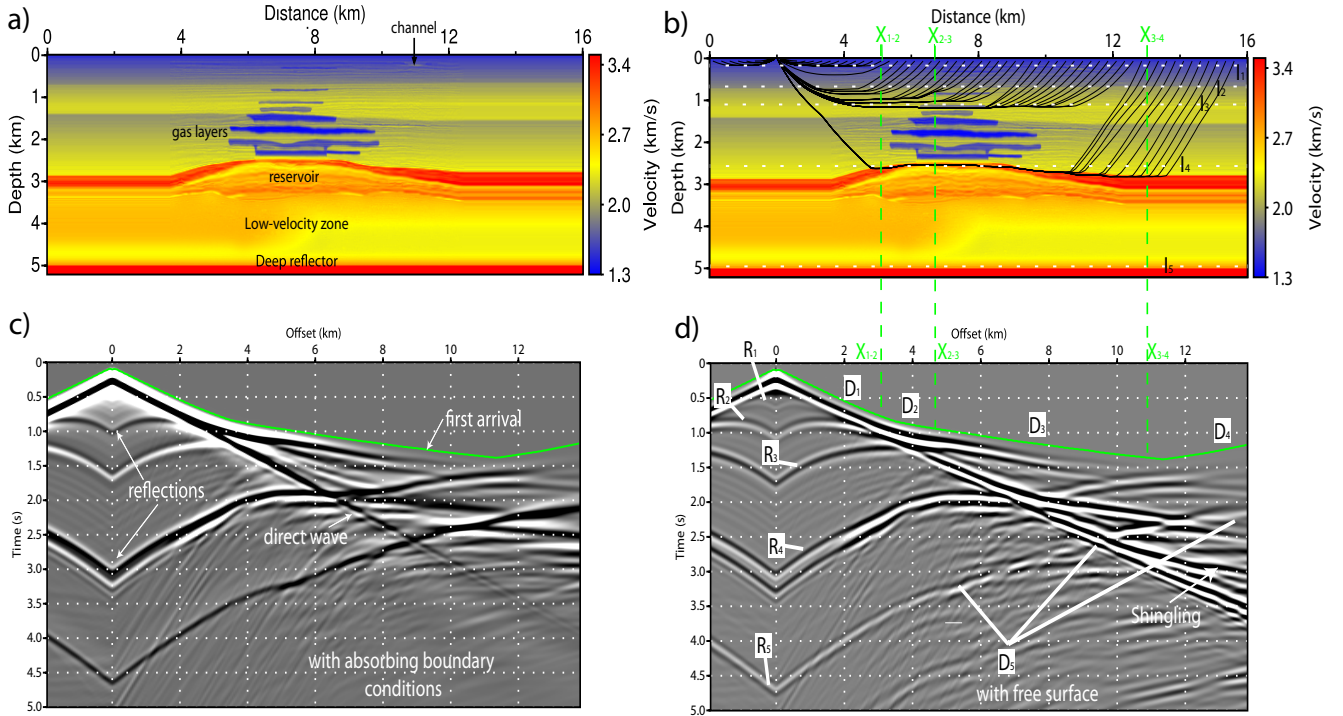 a)
Distance (km)
channel
0 4 8 12 16
0
1
2
3
4
5
Depth (km)
gas layers
reservoir
Low-velocity zone
Deep reflector
3.4
2.7
2.0
1.3
Velocity (km/s)
b)
Distance (km)
X1-2 X2-3 X3-4
0 4 8 12 16
0
1
2
3
4
5
Depth (km)
I1
I2
I3
I4
I5
3.4
2.7
2.0
1.3
Velocity (km/s)
c)
Offset (km)
0 2 4 6 8 10 12
0
0.5
1.0
1.5
2.0
2.5
3.0
3.5
4.0
4.5
5.0
Time (s)
first arrival
reflections
direct wave
with absorbing boundary
conditions
d)
Offset (km)
0 2 4 6 8 10 12
X1-2 X2-3 X3-4
0
0.5
1.0
1.5
2.0
2.5
3.0
3.5
4.0
4.5
5.0
Time (s)
R1
R2
R3
R4
R5
D1
D2
D3
D4
D5
Shingling
with free surface